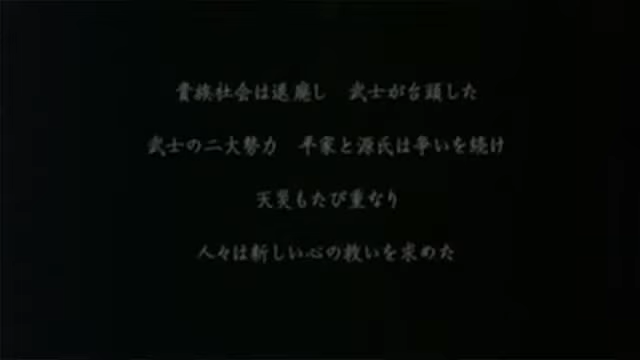 貴族社会は退廃し　武士が台頭した
武士の二大勢力　平家と源氏は争いを続け
天災もたび重なり
人々は新しい心の救いを求めた